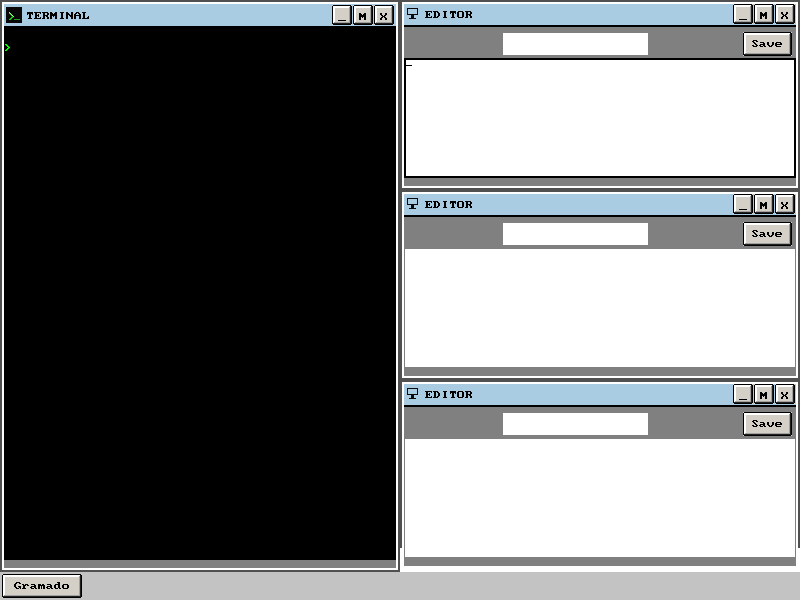 TERMINAL
>
EDITOR
Save
EDITOR
Save
EDITOR
Save
Gramado